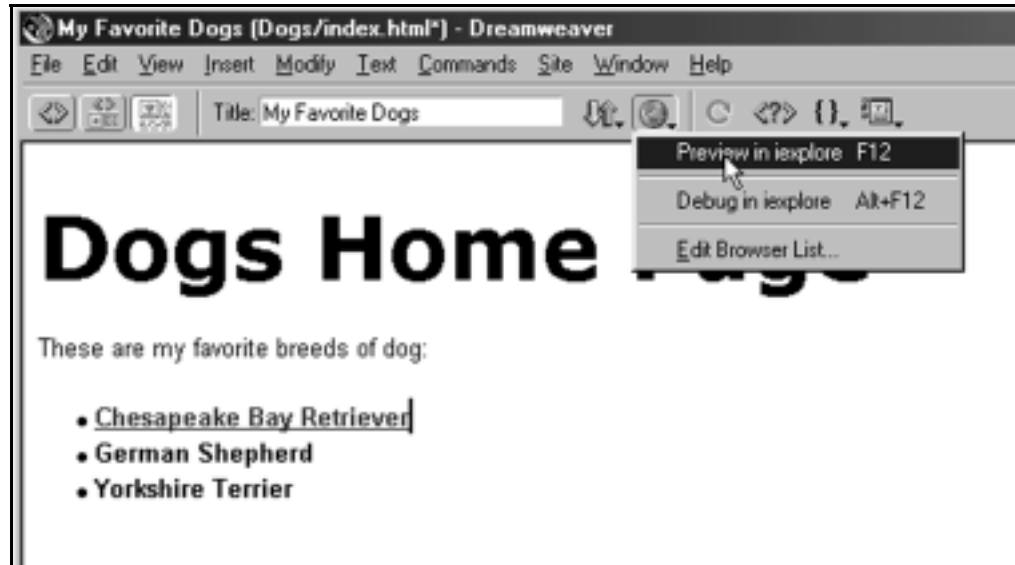 My Favorite Dogs (Dogs/index.html*) - Dreamweaver
File Edit View Insert Modify Text Commands Site Window Help
Title: My Favorite Dogs
Preview in iexplore F12
Debug in iexplore Alt+F12
Edit Browser List...
Dogs Home Page
These are my favorite breeds of dog:
• Chesapeake Bay Retriever
• German Shepherd
• Yorkshire Terrier